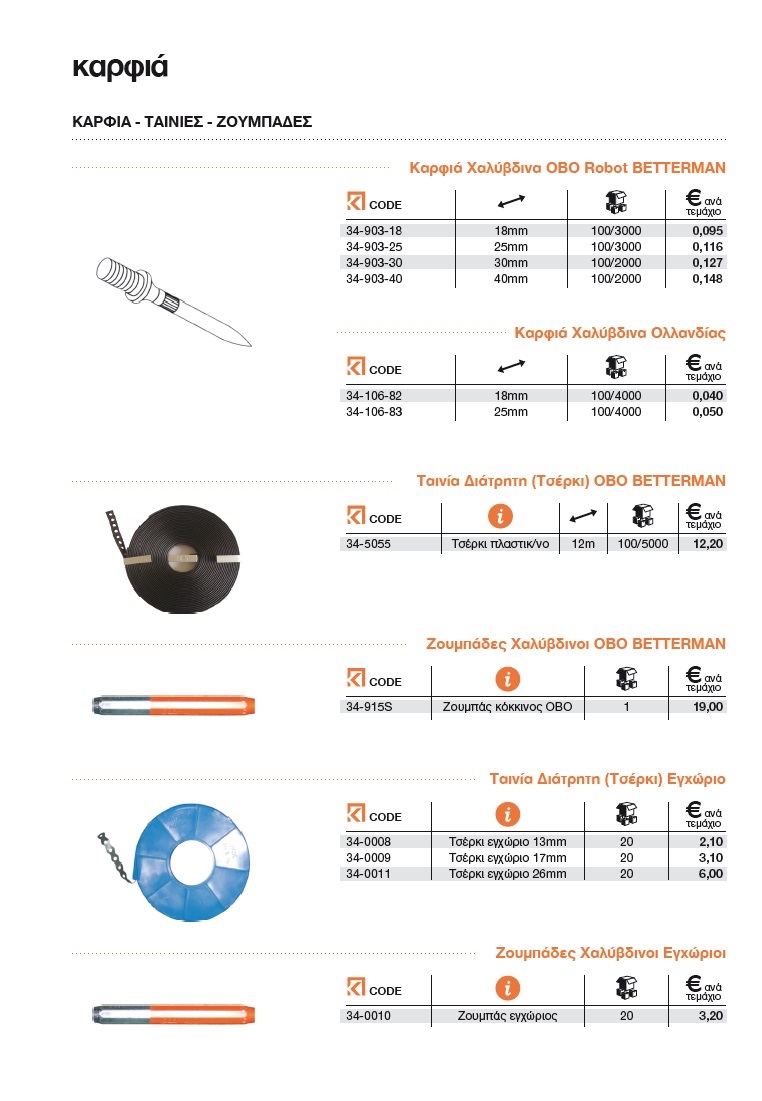 καρφιά
ΚΑΡΦΙΑ - ΤΑΙΝΙΕΣ - ΖΟΥΜΠΑΔΕΣ
Καρφιά Χαλύβδινα OBO Robot BETTERMAN
CODE € ανά τεμάχιο
34-903-18 18mm 100/3000 0,095
34-903-25 25mm 100/3000 0,116
34-903-30 30mm 100/2000 0,127
34-903-40 40mm 100/2000 0,148
Καρφιά Χαλύβδινα Ολλανδίας
CODE € ανά τεμάχιο
34-106-82 18mm 100/4000 0,040
34-106-83 25mm 100/4000 0,050
Ταινία Διάτρητη (Τσέρκι) OBO BETTERMAN
CODE i € ανά τεμάχιο
34-5055 Τσέρκι πλαστικ/νο 12m 100/5000 12,20
Ζουμπάδες Χαλύβδινοι OBO BETTERMAN
CODE i € ανά τεμάχιο
34-915S Ζουμπάς κόκκινος OBO 1 19,00
Ταινία Διάτρητη (Τσέρκι) Εγχώριο
CODE i € ανά τεμάχιο
34-0008 Τσέρκι εγχώριο 13mm 20 2,10
34-0009 Τσέρκι εγχώριο 17mm 20 3,10
34-0011 Τσέρκι εγχώριο 26mm 20 6,00
Ζουμπάδες Χαλύβδινοι Εγχώριοι
CODE i € ανά τεμάχιο
34-0010 Ζουμπάς εγχώριος 20 3,20